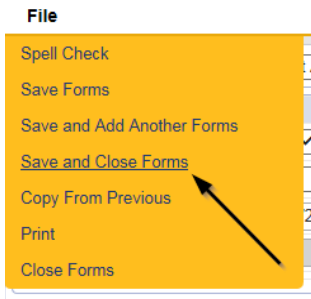 File
Spell Check
Save Forms
Save and Add Another Forms
Save and Close Forms
Copy From Previous
Print
Close Forms